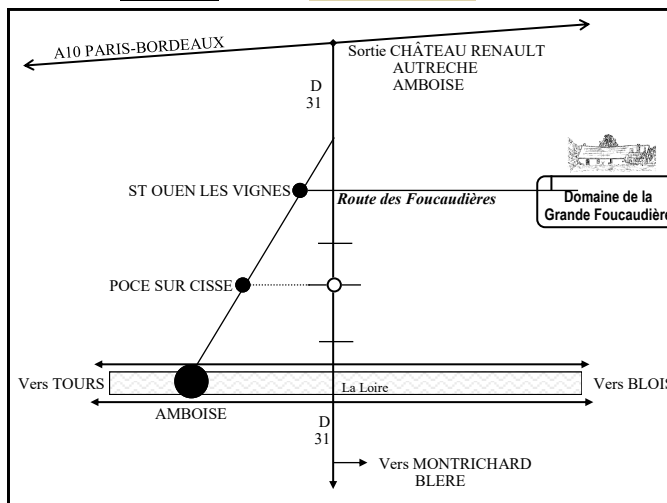 A10 PARIS-BORDEAUX
Sortie CHÂTEAU RENAULT
AUTRECHE
AMBOISE
D
31
ST OUEN LES VIGNES
Route des Foucaudières
Domaine de la
Grande Foucaudière
POCE SUR CISSE
Vers TOURS
La Loire
Vers BLOIS
AMBOISE
D
31
Vers MONTRICHARD
BLERE